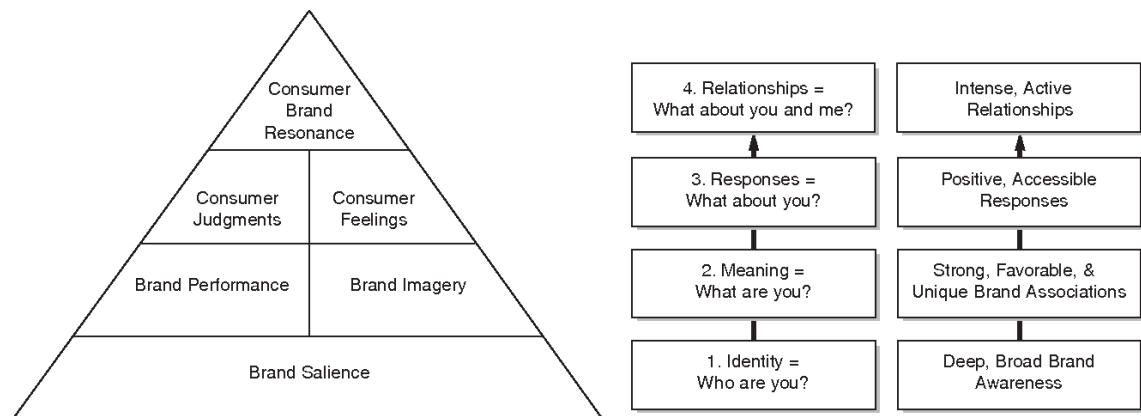 Consumer
Brand
Resonance
Consumer
Judgments
Consumer
Feelings
Brand Performance
Brand Imagery
Brand Salience
4. Relationships =
What about you and me?
Intense, Active
Relationships
3. Responses =
What about you?
Positive, Accessible
Responses
2. Meaning =
What are you?
Strong, Favorable, &
Unique Brand Associations
1. Identity =
Who are you?
Deep, Broad Brand
Awareness